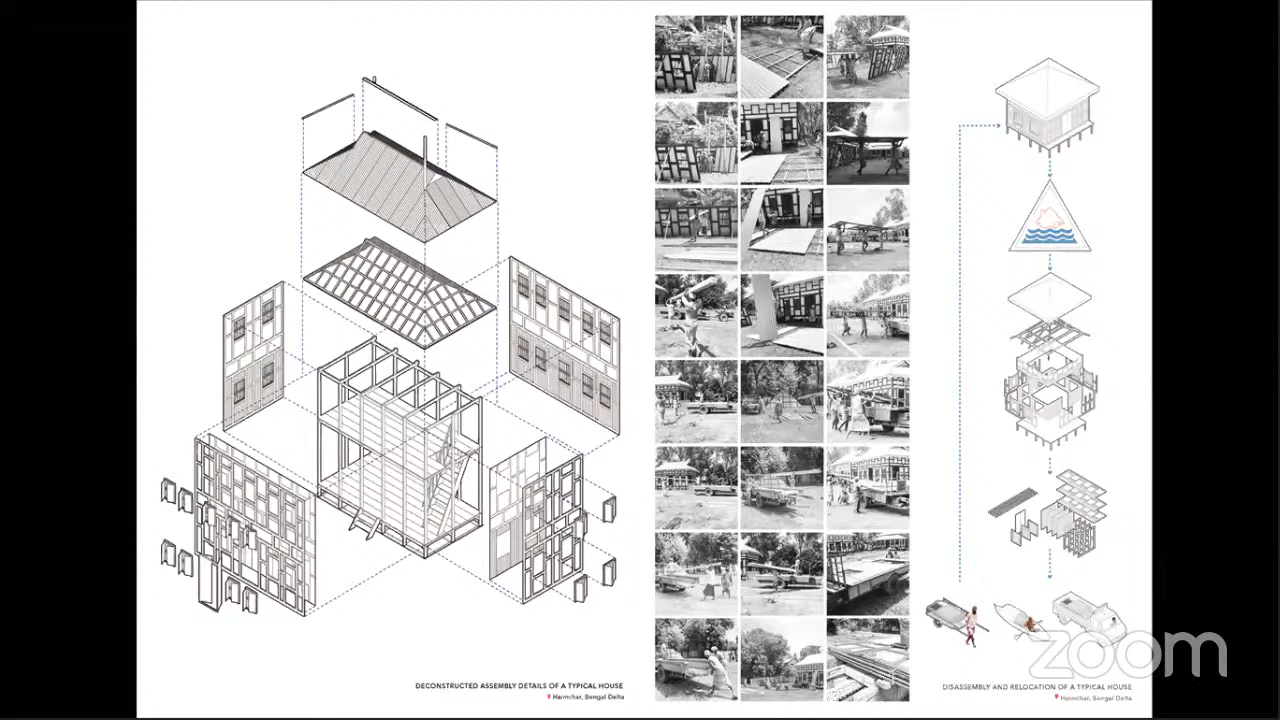 DECONSTRUCTED ASSEMBLY DETAILS OF A TYPICAL HOUSE
Haimchar, Bengal Delta
DISASSEMBLY AND RELOCATION OF A TYPICAL HOUSE
Haimchar, Bengal Delta
zoom